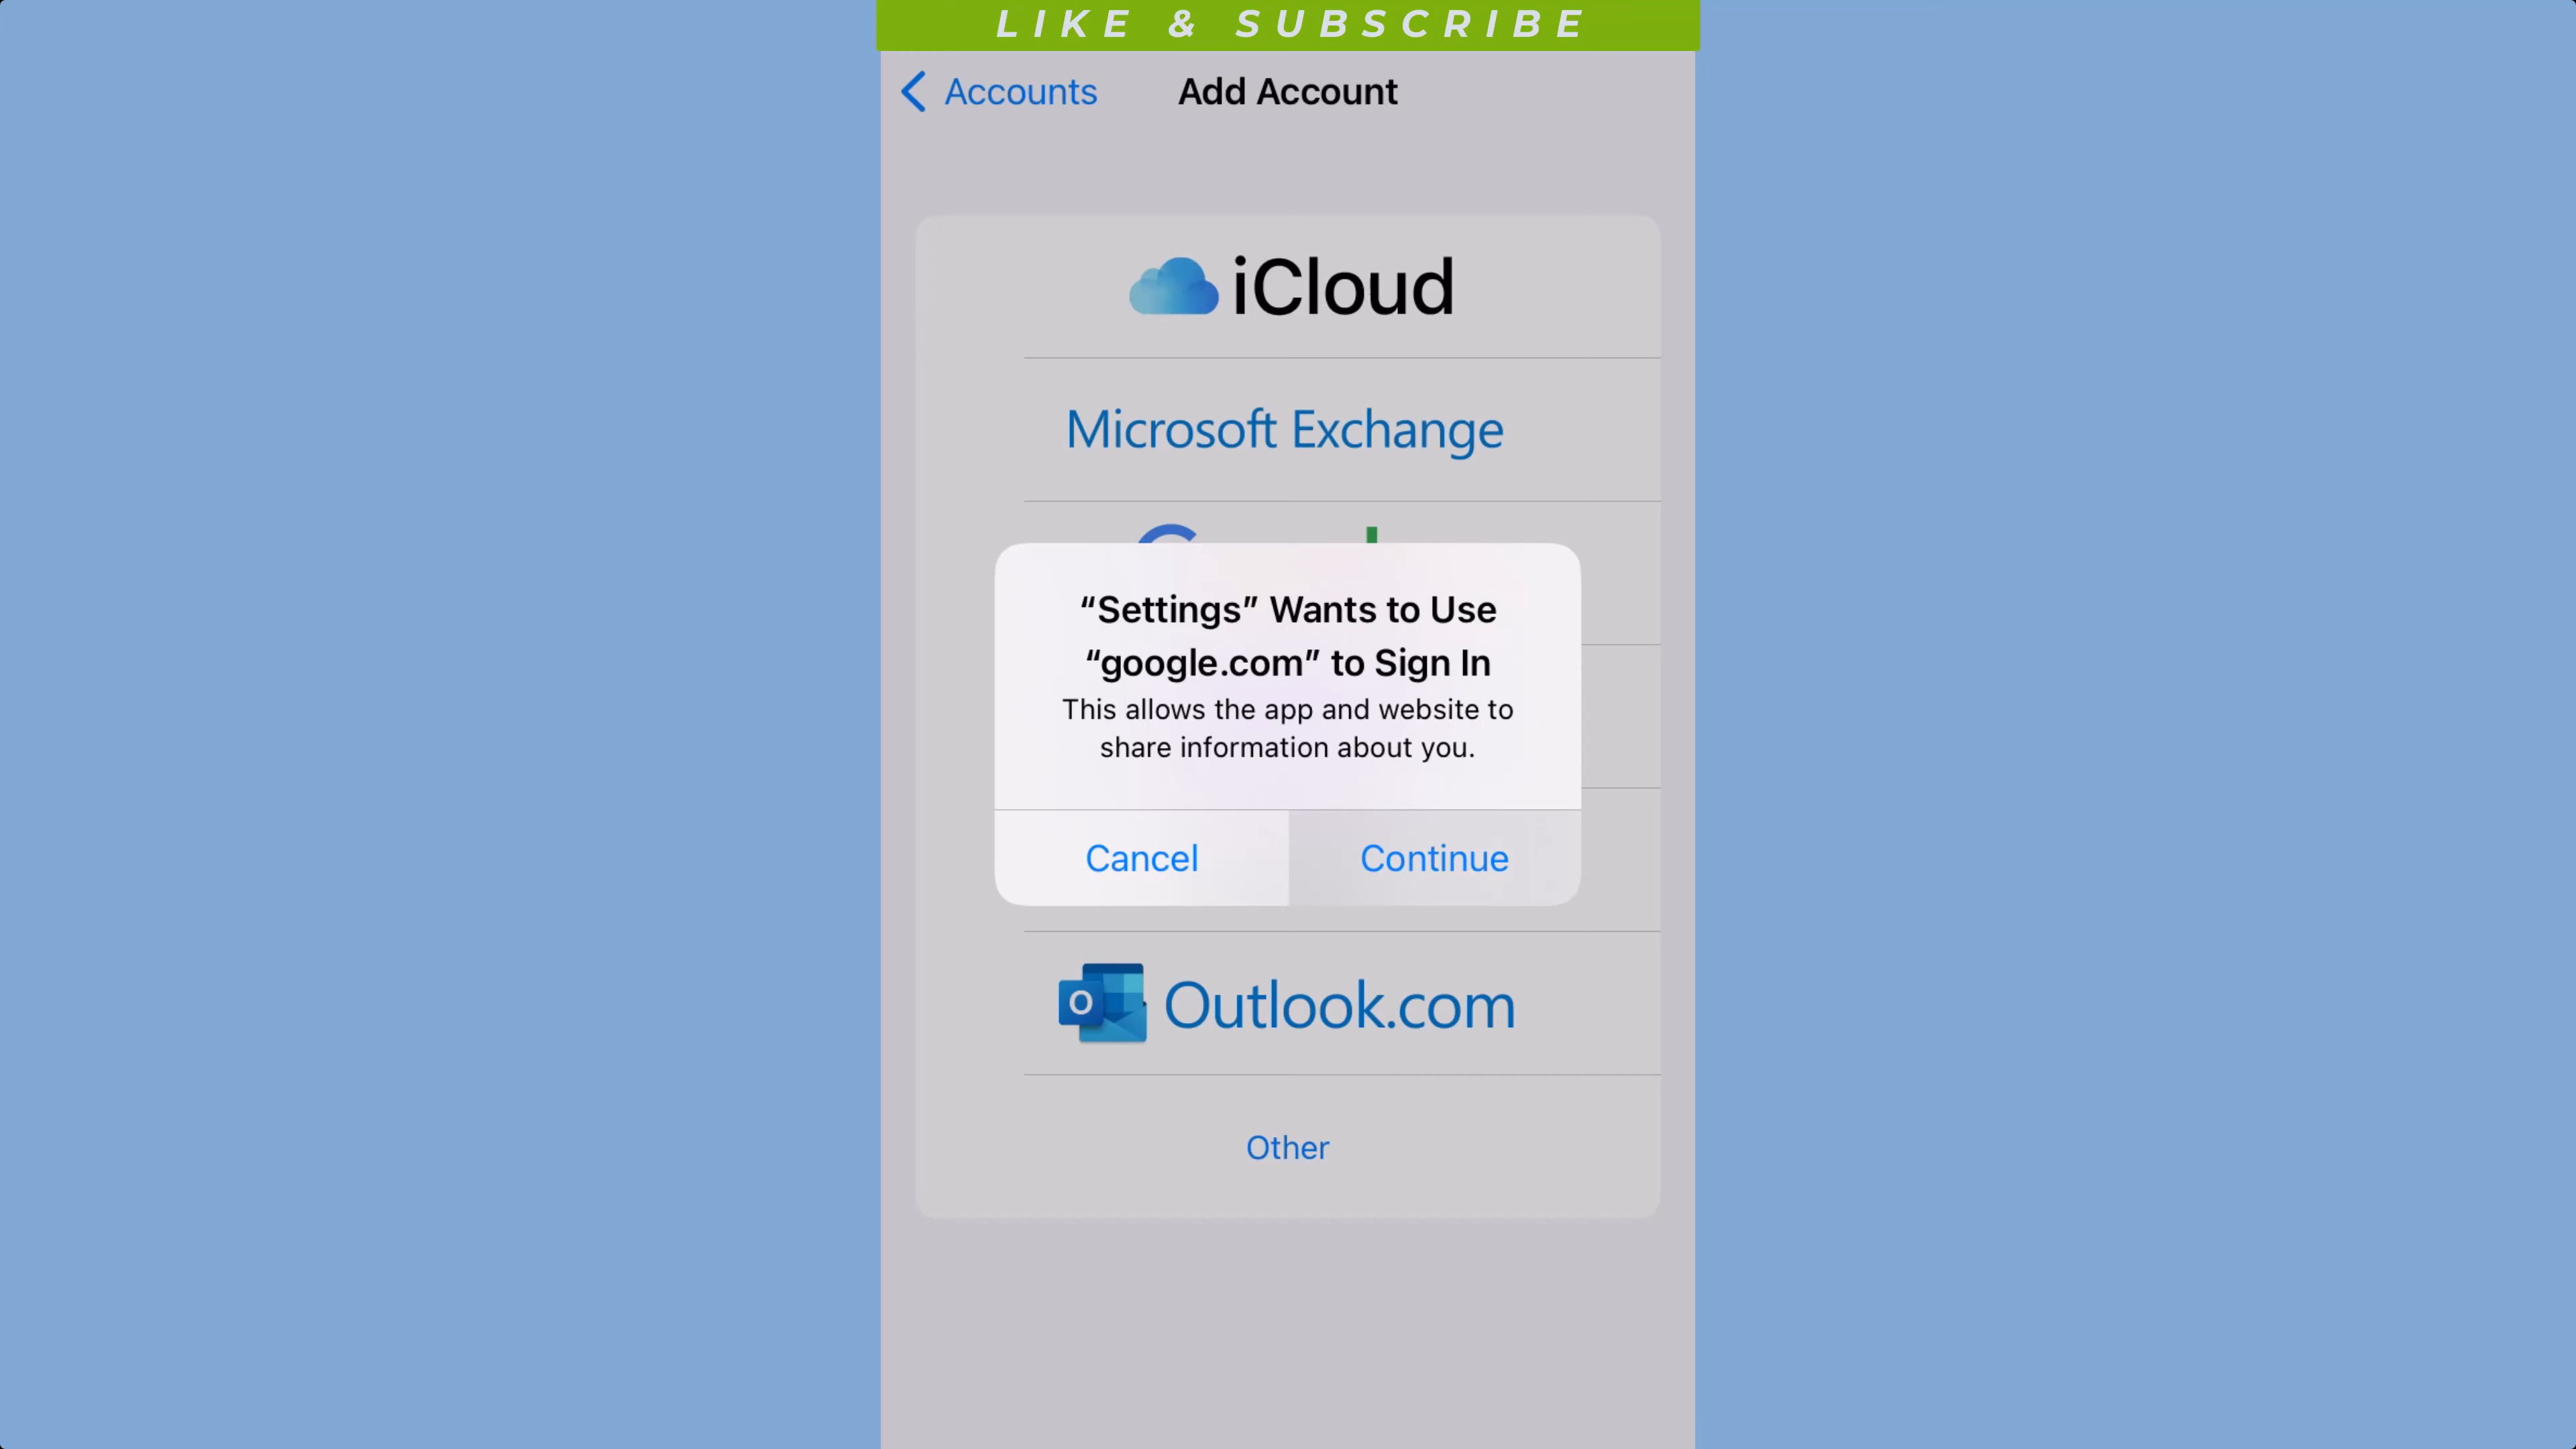 LIKE & SUBSCRIBE
Accounts
Add Account
iCloud
Microsoft Exchange
“Settings” Wants to Use
“google.com” to Sign In
This allows the app and website to
share information about you.
Cancel
Continue
Outlook.com
Other